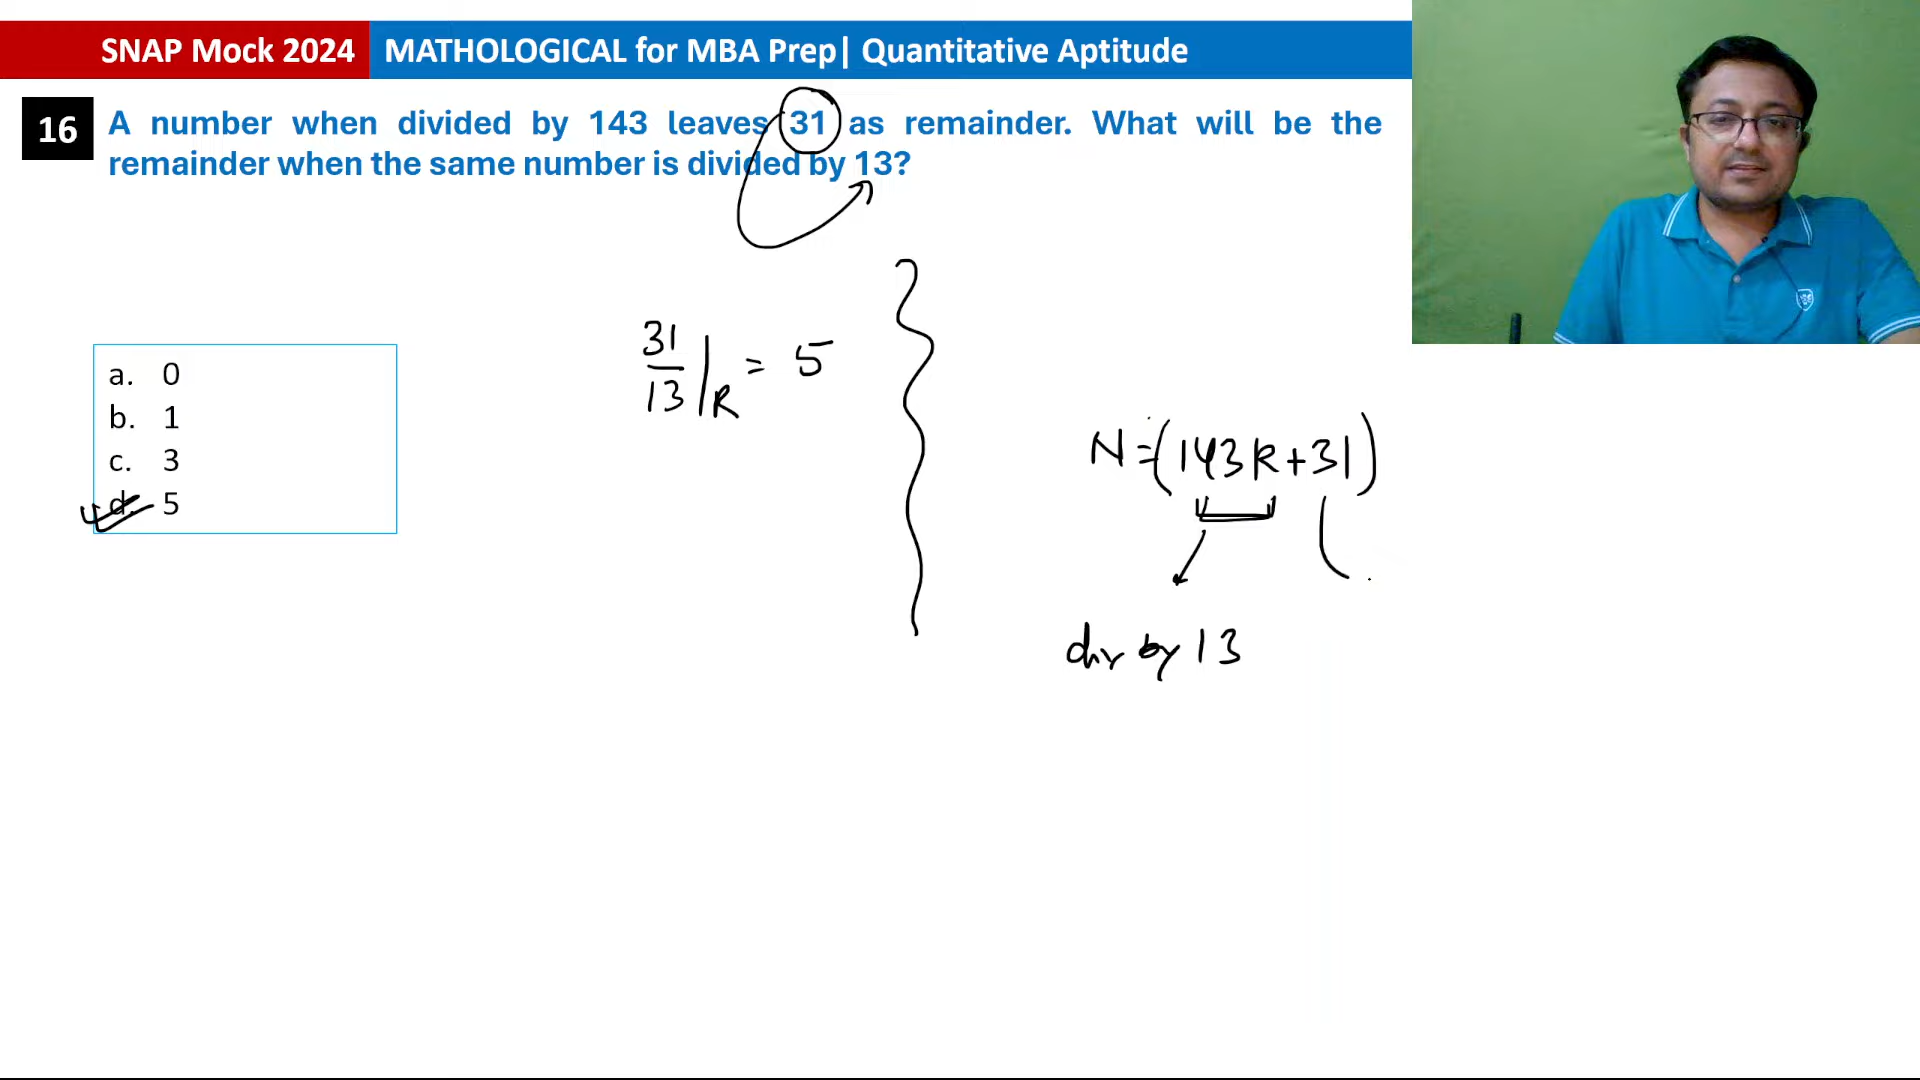 SNAP Mock 2024 MATHOLOGICAL for MBA Prep| Quantitative Aptitude
16 A number when divided by 143 leaves 31 as remainder. What will be the
remainder when the same number is divided by 13?
a. 0
b. 1
c. 3
d. 5
31
13 |R = 5
N=(143k+31)
div by 13